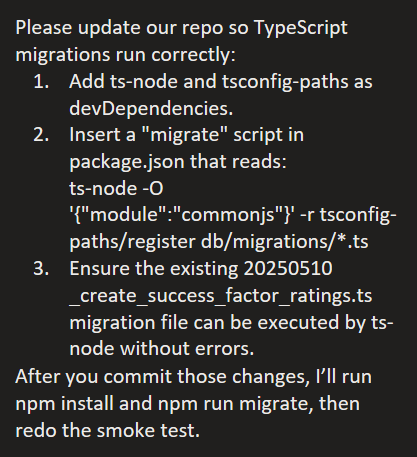 Please update our repo so TypeScript
migrations run correctly:
1. Add ts-node and tsconfig-paths as
devDependencies.
2. Insert a "migrate" script in
package.json that reads:
ts-node -O
'{"module":"commonjs"}' -r tsconfig-
paths/register db/migrations/*.ts
3. Ensure the existing 20250510
_create_success_factor_ratings.ts
migration file can be executed by ts-
node without errors.
After you commit those changes, I’ll run
npm install and npm run migrate, then
redo the smoke test.